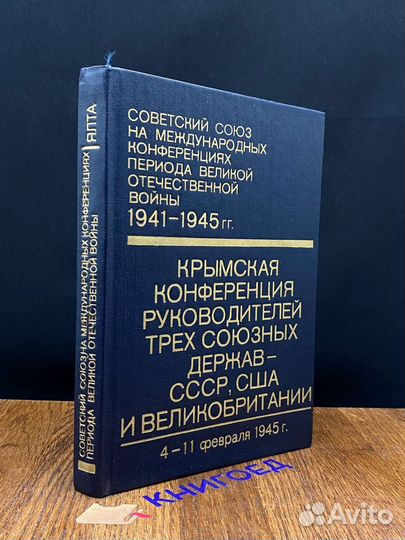 СОВЕТСКИЙ СОЮЗ
НА МЕЖДУНАРОДНЫХ
КОНФЕРЕНЦИЯХ
ПЕРИОДА ВЕЛИКОЙ
ОТЕЧЕСТВЕННОЙ
ВОЙНЫ
1941–1945 гг.
КРЫМСКАЯ
КОНФЕРЕНЦИЯ
РУКОВОДИТЕЛЕЙ
ТРЕХ СОЮЗНЫХ
ДЕРЖАВ –
СССР, США
И ВЕЛИКОБРИТАНИИ
4–11 февраля 1945 г.
СОВЕТСКИЙ СОЮЗ НА МЕЖДУНАРОДНЫХ КОНФЕРЕНЦИЯХ
ПЕРИОДА ВЕЛИКОЙ ОТЕЧЕСТВЕННОЙ ВОЙНЫ
ЯЛТА
КНИГОЕД
Avito